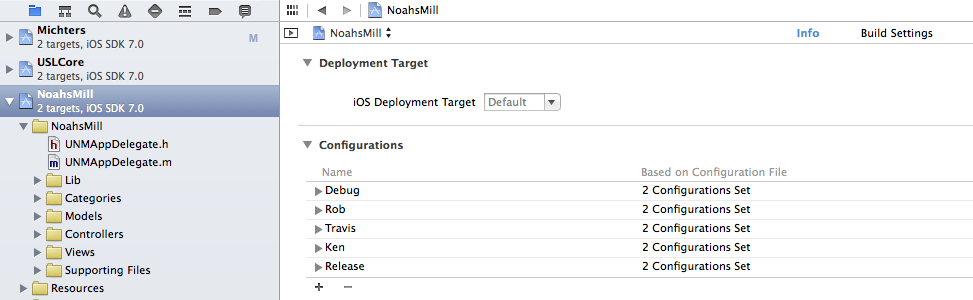 Michters
2 targets, iOS SDK 7.0
M
USLCore
2 targets, iOS SDK 7.0
NoahsMill
2 targets, iOS SDK 7.0
NoahsMill
h UNMAppDelegate.h
m UNMAppDelegate.m
Lib
Categories
Models
Controllers
Views
Supporting Files
Resources
NoahsMill
NoahsMill
Info
Build Settings
Deployment Target
iOS Deployment Target Default
Configurations
Name Based on Configuration File
Debug 2 Configurations Set
Rob 2 Configurations Set
Travis 2 Configurations Set
Ken 2 Configurations Set
Release 2 Configurations Set
+ −